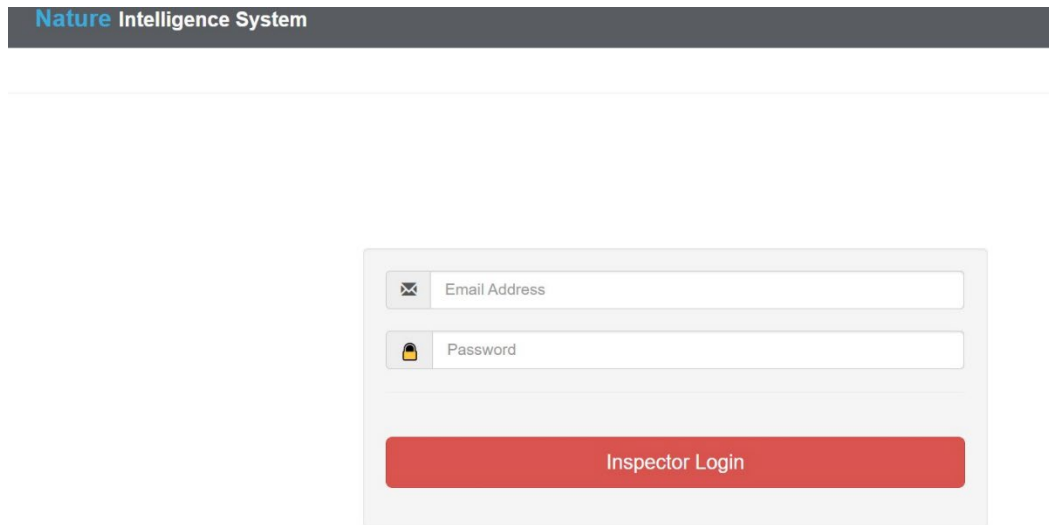 Nature Intelligence System
Email Address
Password
Inspector Login